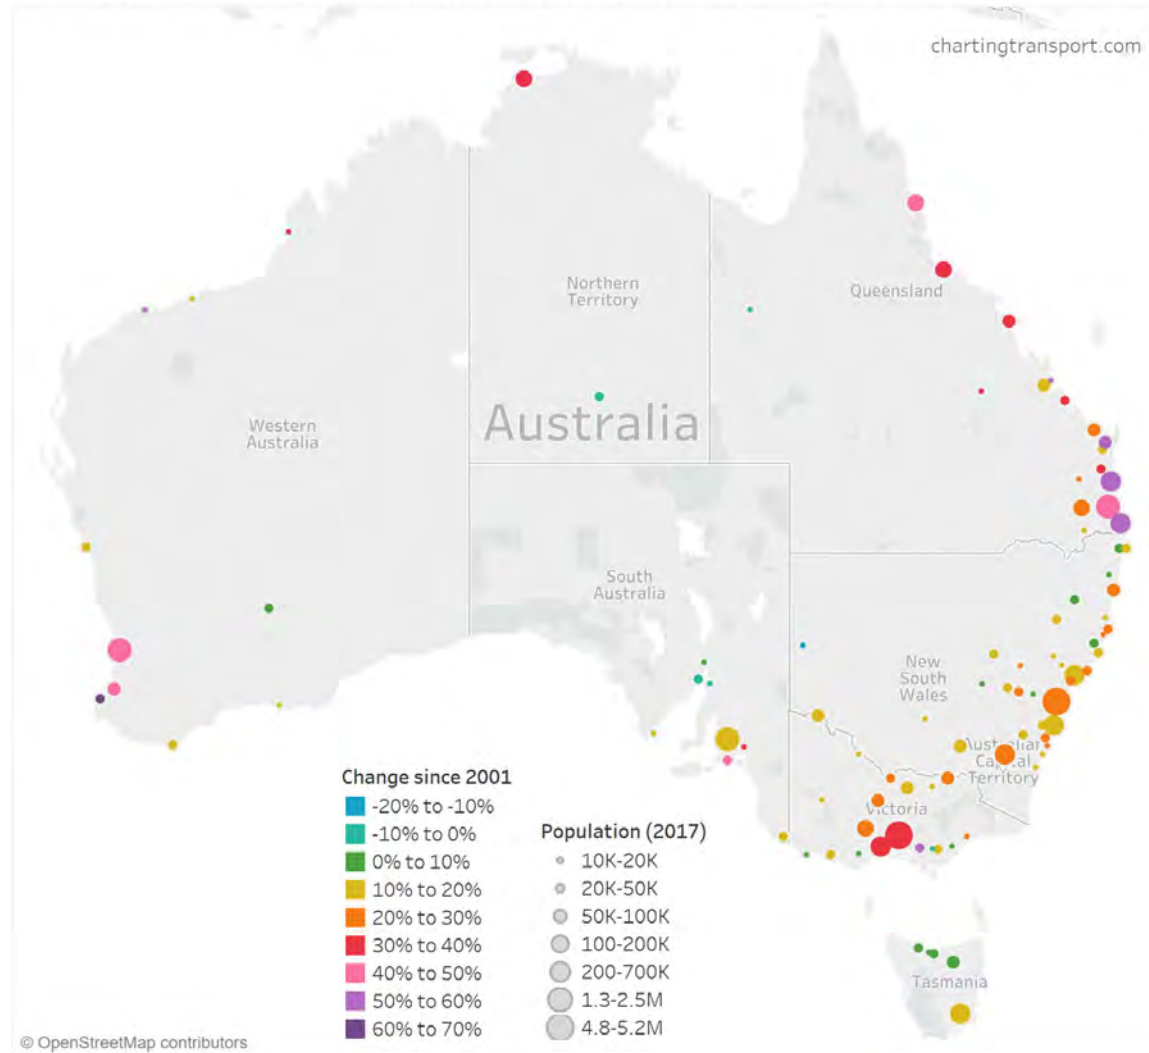 chartingtransport.com
Northern
Territory
Queensland
Western
Australia
Australia
South
Australia
New
South
Wales
Australian
Capital
Territory
Victoria
Tasmania
Change since 2001
-20% to -10%
-10% to 0%
0% to 10%
10% to 20%
20% to 30%
30% to 40%
40% to 50%
50% to 60%
60% to 70%
Population (2017)
10K-20K
20K-50K
50K-100K
100-200K
200-700K
1.3-2.5M
4.8-5.2M
© OpenStreetMap contributors